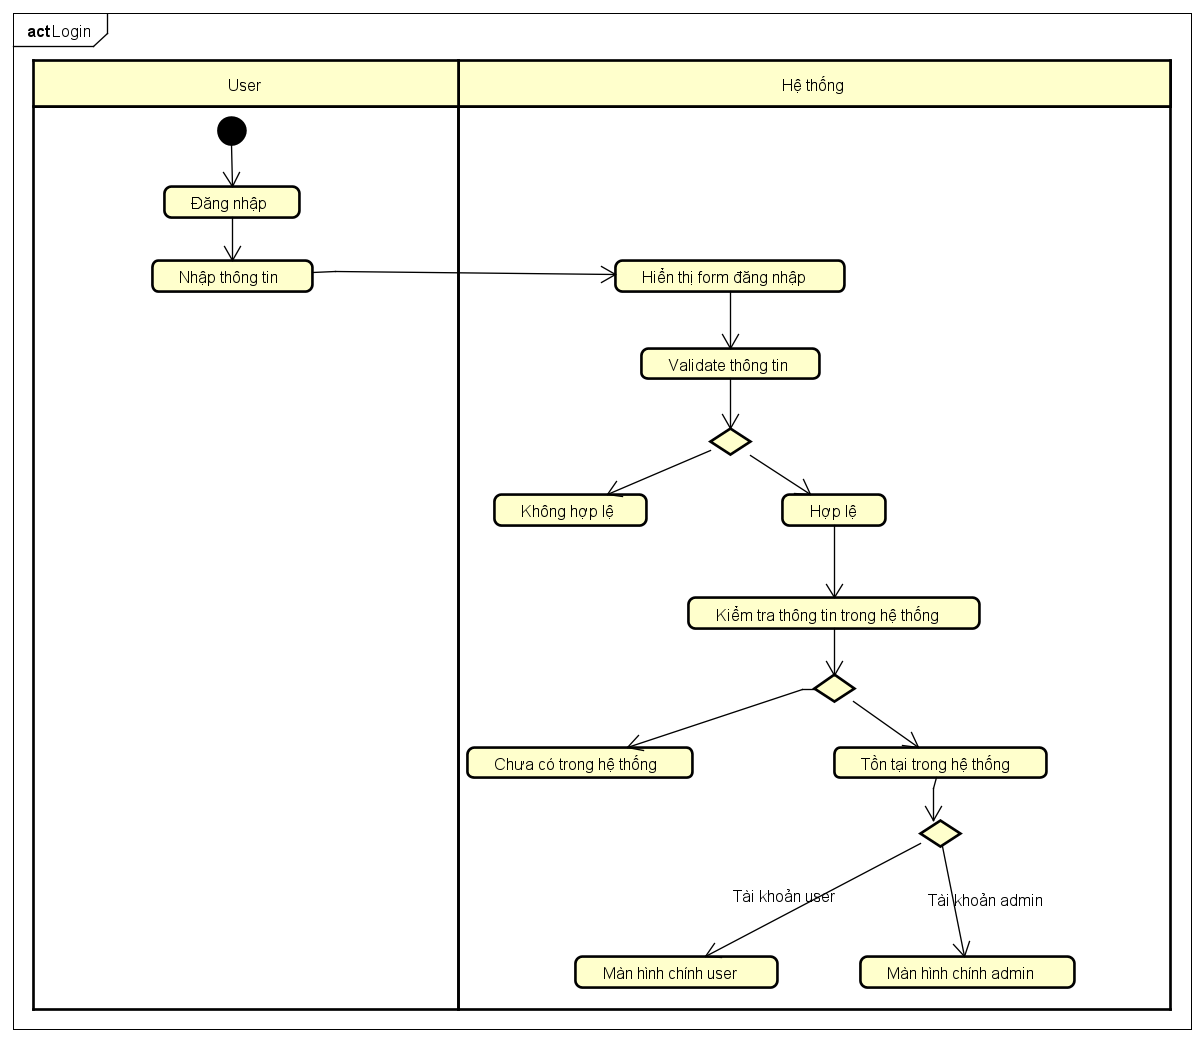 act Login
User
Hệ thống
Đăng nhập
Nhập thông tin
Hiển thị form đăng nhập
Validate thông tin
Không hợp lệ
Hợp lệ
Kiểm tra thông tin trong hệ thống
Chưa có trong hệ thống
Tồn tại trong hệ thống
Tài khoản user
Tài khoản admin
Màn hình chính user
Màn hình chính admin